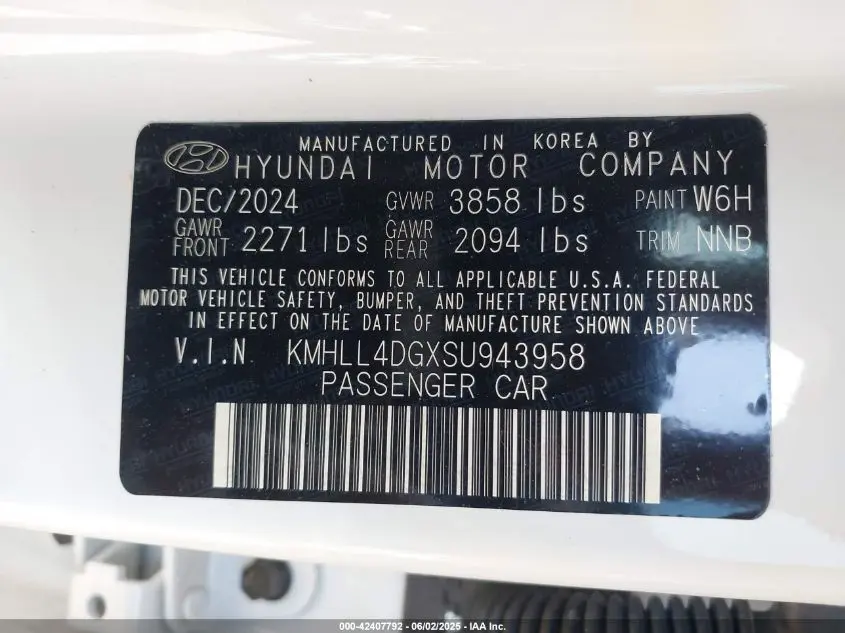 MANUFACTURED IN KOREA BY
HYUNDAI MOTOR COMPANY
DEC/2024 GVWR 3858 lbs PAINT W6H
GAWR FRONT 2271 lbs GAWR REAR 2094 lbs TRIM NNB
THIS VEHICLE CONFORMS TO ALL APPLICABLE U.S.A. FEDERAL
MOTOR VEHICLE SAFETY, BUMPER, AND THEFT PREVENTION STANDARDS
IN EFFECT ON THE DATE OF MANUFACTURE SHOWN ABOVE
V.I.N KMHLL4DGXSU943958
PASSENGER CAR
000-42407792 - 06/02/2025 - IAA Inc.